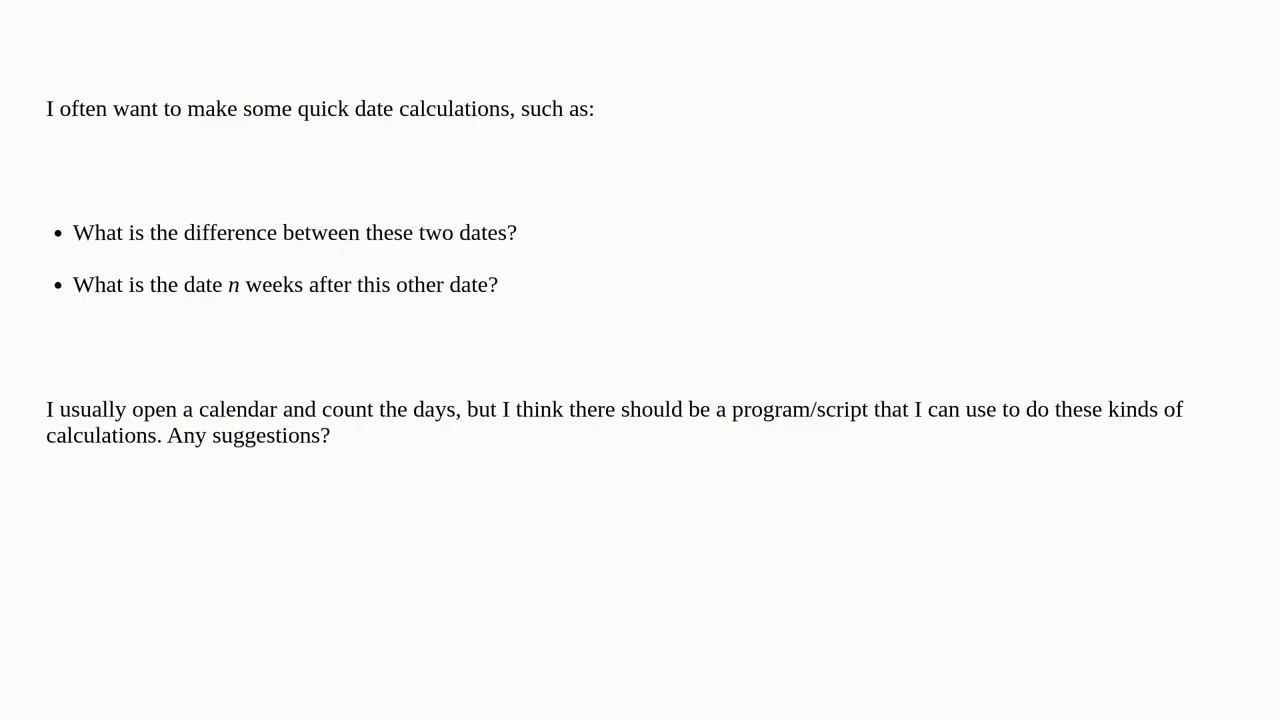 I often want to make some quick date calculations, such as:
• What is the difference between these two dates?
• What is the date n weeks after this other date?
I usually open a calendar and count the days, but I think there should be a program/script that I can use to do these kinds of
calculations. Any suggestions?